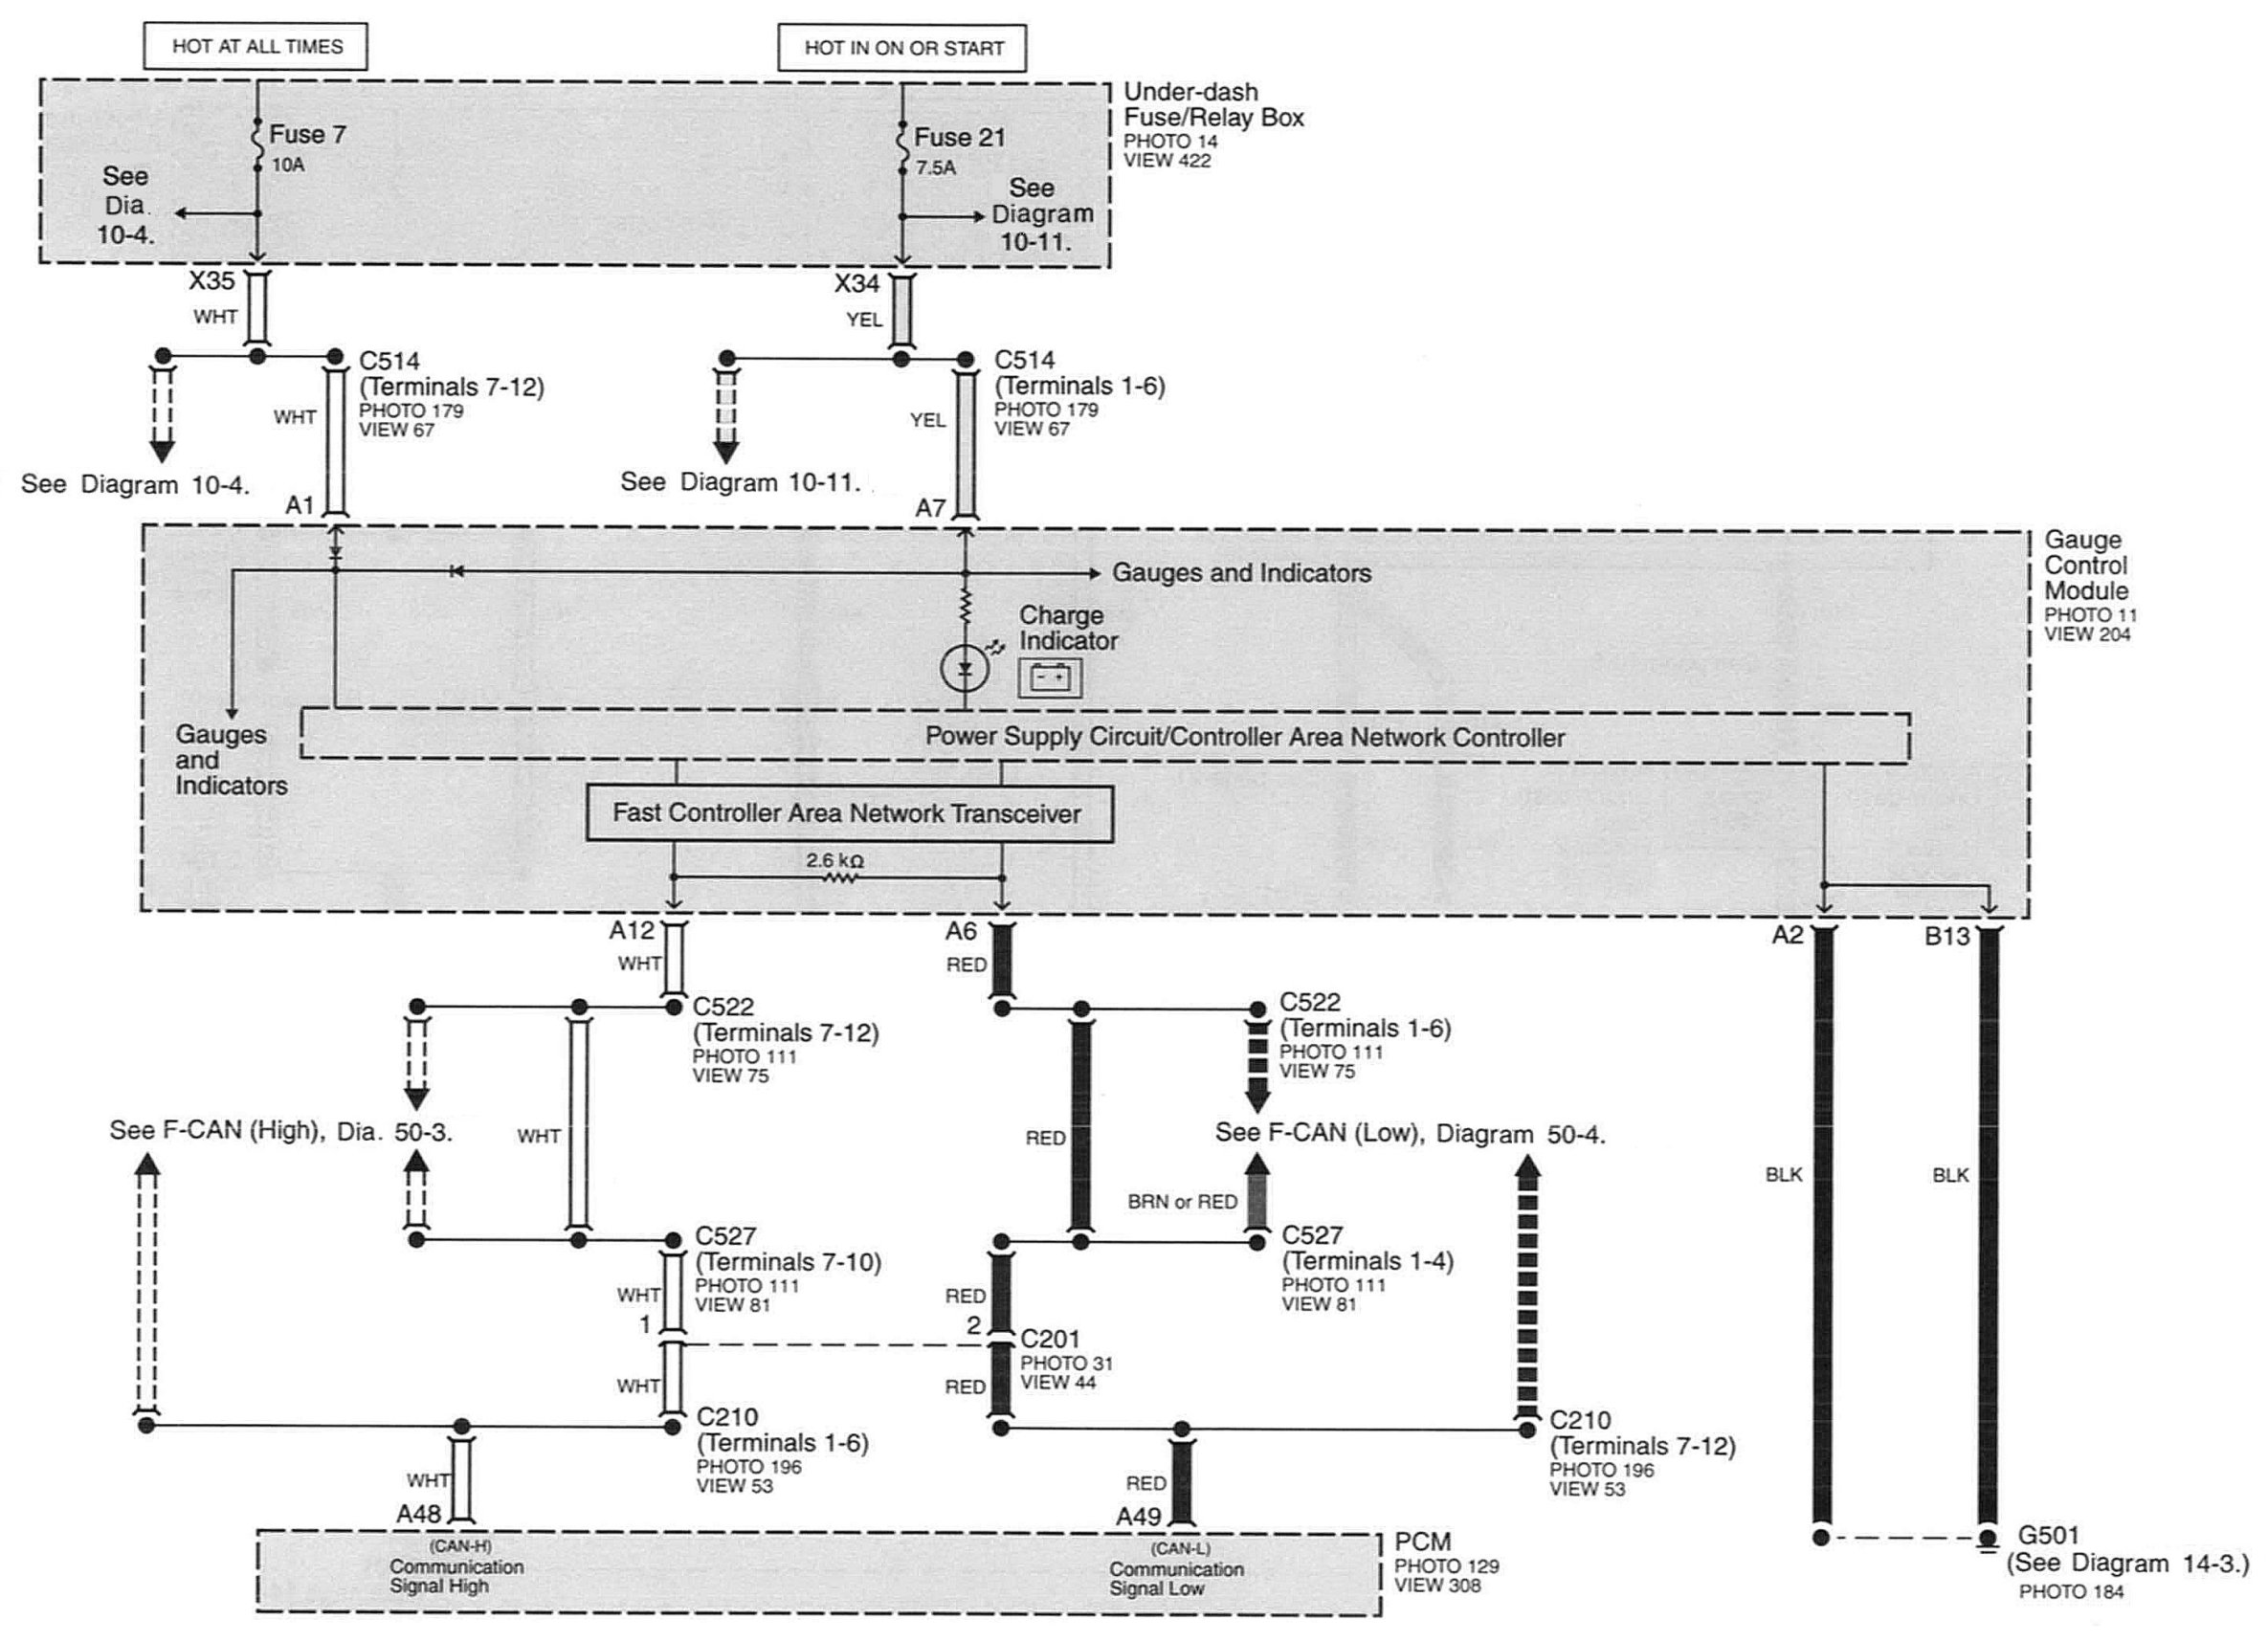 HOT AT ALL TIMES
HOT IN ON OR START
Under-dash
Fuse/Relay Box
PHOTO 14
VIEW 422
Fuse 7
10A
See
Dia.
10-4.
Fuse 21
7.5A
See
Diagram
10-11.
X35
WHT
X34
YEL
C514
(Terminals 7-12)
PHOTO 179
VIEW 67
WHT
See Diagram 10-4.
A1
C514
(Terminals 1-6)
PHOTO 179
VIEW 67
YEL
See Diagram 10-11.
A7
Gauge
Control
Module
PHOTO 11
VIEW 204
Gauges and Indicators
Charge
Indicator
- +
Gauges
and
Indicators
Power Supply Circuit/Controller Area Network Controller
Fast Controller Area Network Transceiver
2.6 kΩ
A12
WHT
A6
RED
A2
B13
C522
(Terminals 7-12)
PHOTO 111
VIEW 75
C522
(Terminals 1-6)
PHOTO 111
VIEW 75
See F-CAN (High), Dia. 50-3.
WHT
RED
See F-CAN (Low), Diagram 50-4.
BLK
BLK
BRN or RED
C527
(Terminals 7-10)
PHOTO 111
VIEW 81
WHT
1
C527
(Terminals 1-4)
PHOTO 111
VIEW 81
RED
2
C201
PHOTO 31
VIEW 44
WHT
RED
C210
(Terminals 1-6)
PHOTO 196
VIEW 53
C210
(Terminals 7-12)
PHOTO 196
VIEW 53
WHT
A48
RED
A49
(CAN-H)
Communication
Signal High
(CAN-L)
Communication
Signal Low
PCM
PHOTO 129
VIEW 308
G501
(See Diagram 14-3.)
PHOTO 184